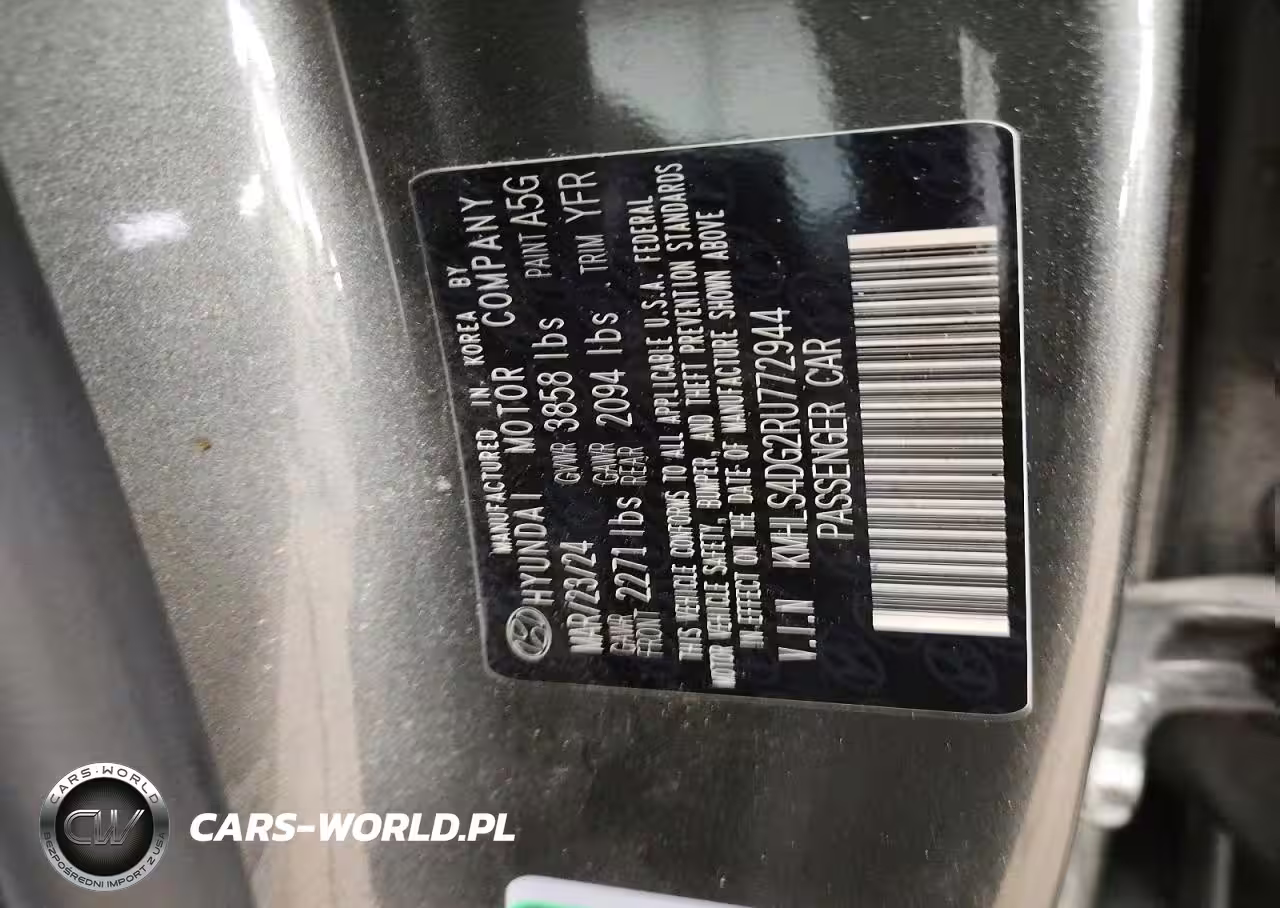 MANUFACTURED IN KOREA BY
HYUNDAI MOTOR COMPANY
MAR/23/24 GVWR 3858 lbs PAINT A5G
GAWR FRONT 2271 lbs GAWR REAR 2094 lbs TRIM YFR
THIS VEHICLE CONFORMS TO ALL APPLICABLE U.S.A. FEDERAL
MOTOR VEHICLE SAFETY, BUMPER, AND THEFT PREVENTION STANDARDS
IN EFFECT ON THE DATE OF MANUFACTURE SHOWN ABOVE
V.I.N KMHLS4DG2RU772944
PASSENGER CAR
CARS-WORLD
CW
BEZPOŚREDNI IMPORT Z USA
CARS-WORLD.PL